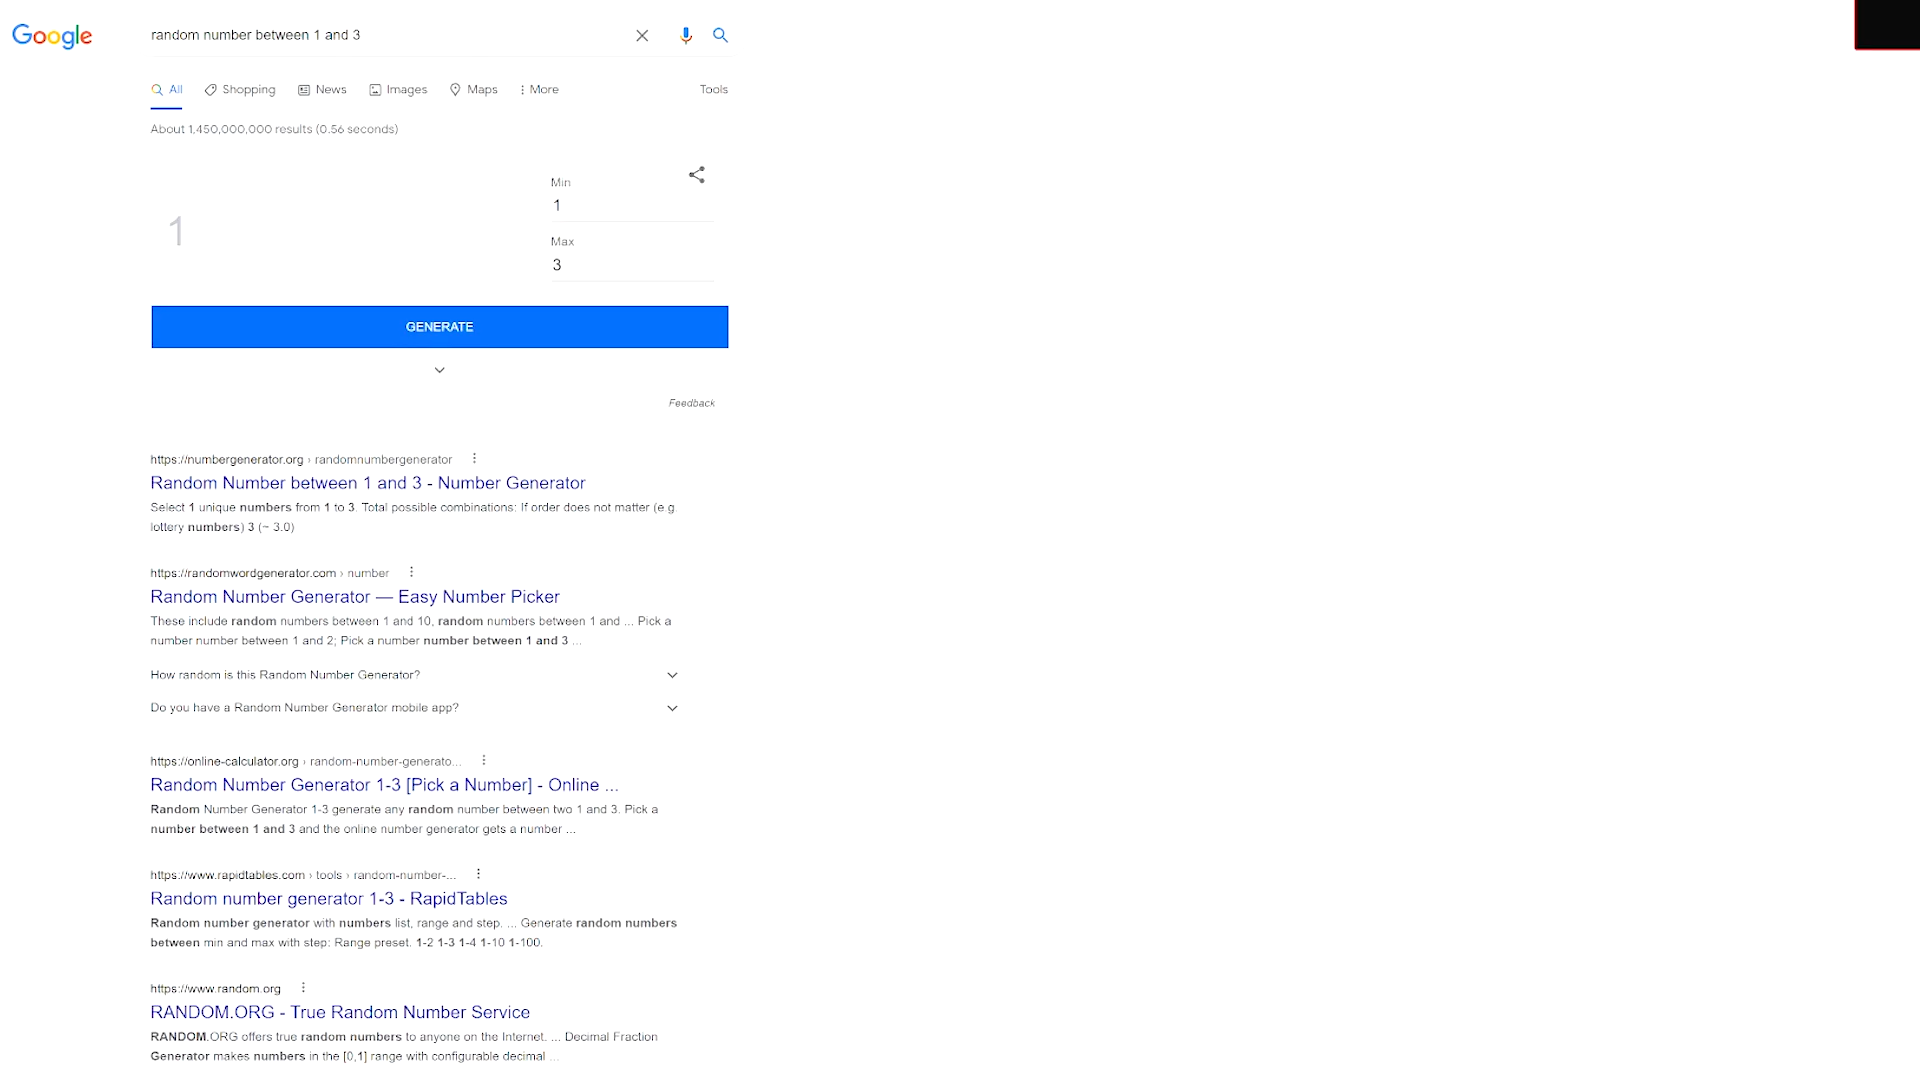 Google
random number between 1 and 3
All Shopping News Images Maps More Tools
About 1,450,000,000 results (0.56 seconds)
Min
1
1
Max
3
GENERATE
Feedback
https://numbergenerator.org › randomnumbergenerator
Random Number between 1 and 3 - Number Generator
Select 1 unique numbers from 1 to 3. Total possible combinations: If order does not matter (e.g.
lottery numbers) 3 (~ 3.0)
https://randomwordgenerator.com › number
Random Number Generator — Easy Number Picker
These include random numbers between 1 and 10, random numbers between 1 and ... Pick a
number number between 1 and 2; Pick a number number between 1 and 3 ...
How random is this Random Number Generator?
Do you have a Random Number Generator mobile app?
https://online-calculator.org › random-number-generato...
Random Number Generator 1-3 [Pick a Number] - Online ...
Random Number Generator 1-3 generate any random number between two 1 and 3. Pick a
number between 1 and 3 and the online number generator gets a number ...
https://www.rapidtables.com › tools › random-number-...
Random number generator 1-3 - RapidTables
Random number generator with numbers list, range and step. ... Generate random numbers
between min and max with step: Range preset. 1-2 1-3 1-4 1-10 1-100.
https://www.random.org
RANDOM.ORG - True Random Number Service
RANDOM.ORG offers true random numbers to anyone on the Internet. ... Decimal Fraction
Generator makes numbers in the [0,1] range with configurable decimal ...